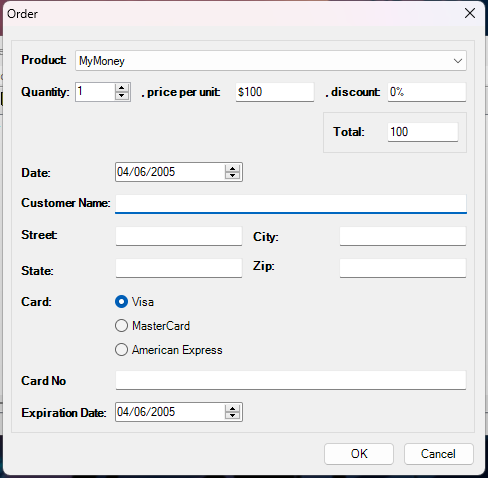 Order
Product: MyMoney
Quantity: 1 , price per unit: $100 , discount: 0%
Total: 100
Date: 04/06/2005
Customer Name:
Street: City:
State: Zip:
Card: Visa
MasterCard
American Express
Card No
Expiration Date: 04/06/2005
OK Cancel